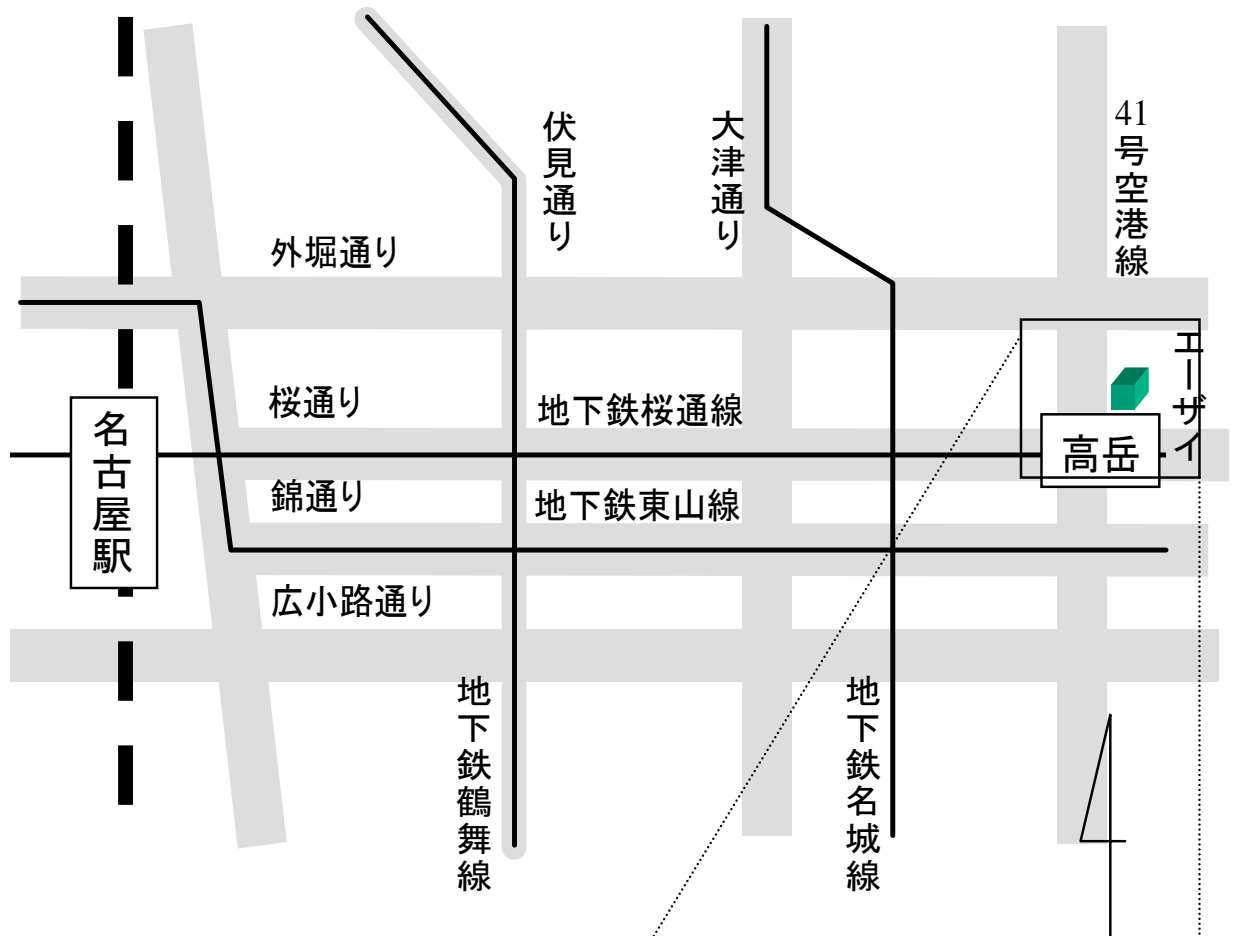 伏見通り
大津通り
41号空港線
外堀通り
エーザイ
桜通り
地下鉄桜通線
名古屋駅
高岳
錦通り
地下鉄東山線
広小路通り
地下鉄鶴舞線
地下鉄名城線